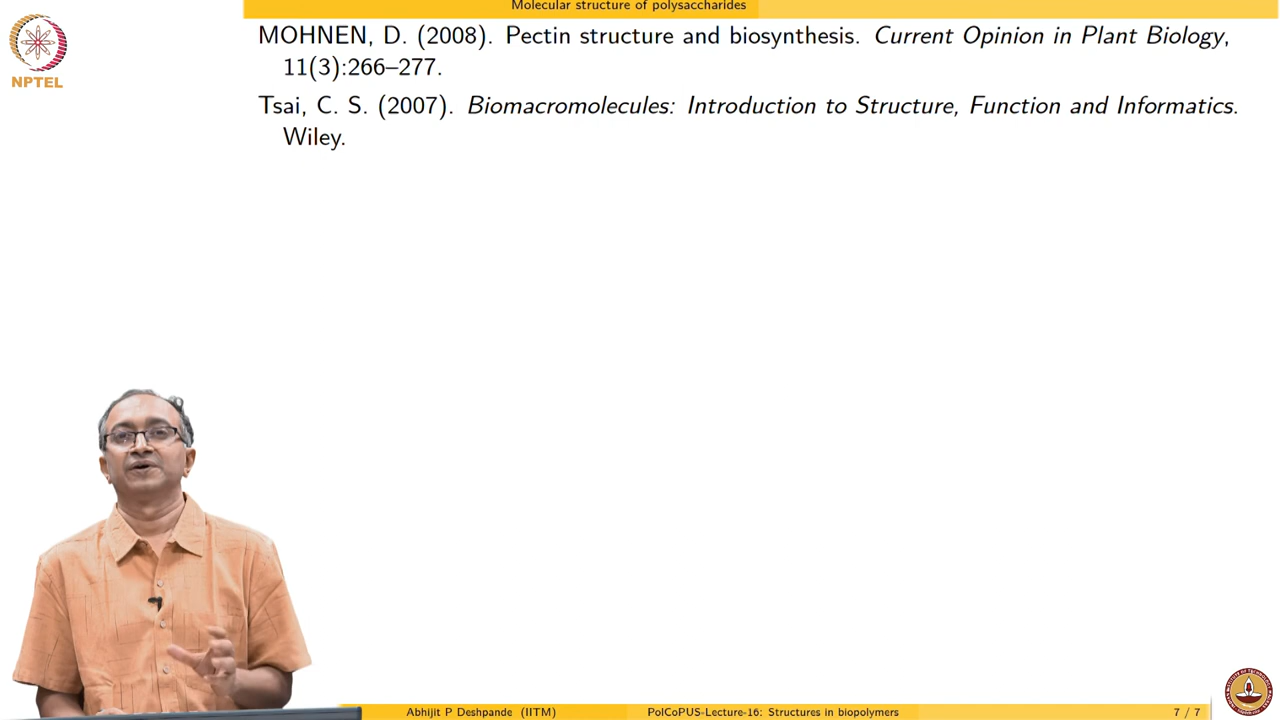 Molecular structure of polysaccharides
NPTEL
MOHNEN, D. (2008). Pectin structure and biosynthesis. Current Opinion in Plant Biology,
11(3):266–277.
Tsai, C. S. (2007). Biomacromolecules: Introduction to Structure, Function and Informatics.
Wiley.
Abhijit P Deshpande (IITM) PolCoPUS-Lecture-16: Structures in biopolymers 7 / 7